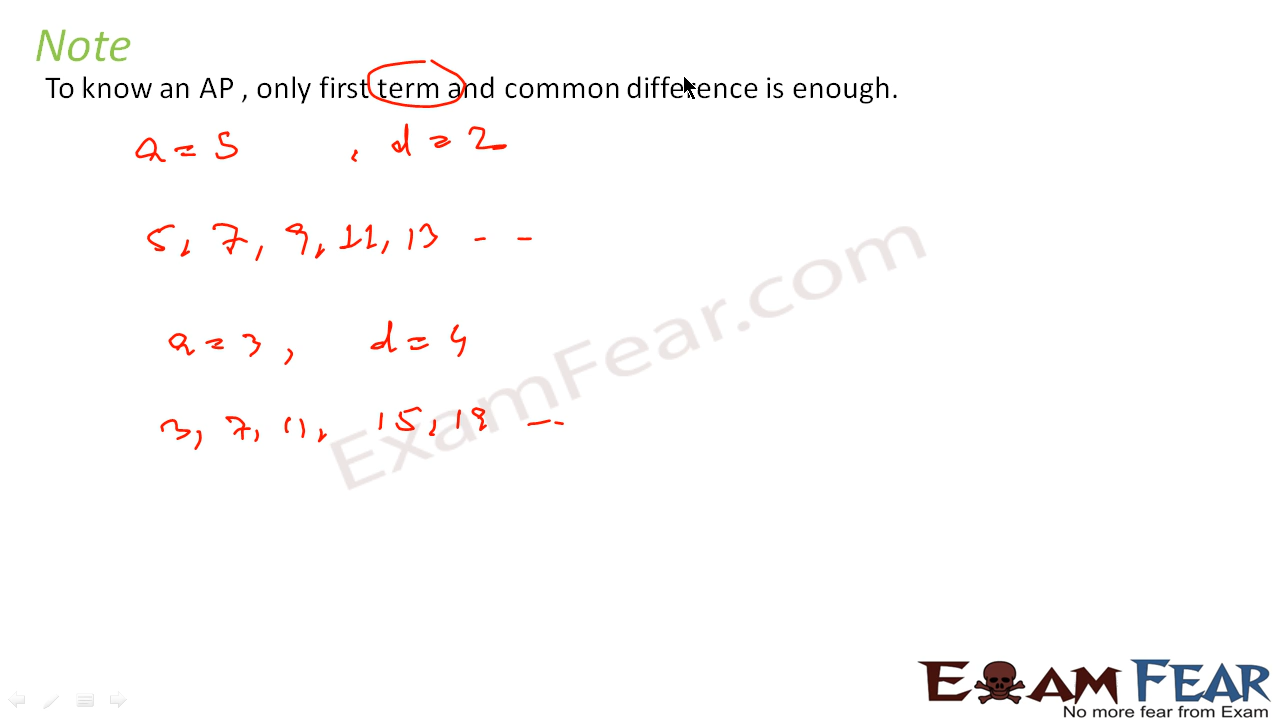 Note
To know an AP , only first term and common difference is enough.
a = 5 , d = 2
5, 7, 9, 11, 13 - -
a = 3 , d = 4
3, 7, 11, 15, 19 --..
ExamFear.com
EXAM FEAR
No more fear from Exam